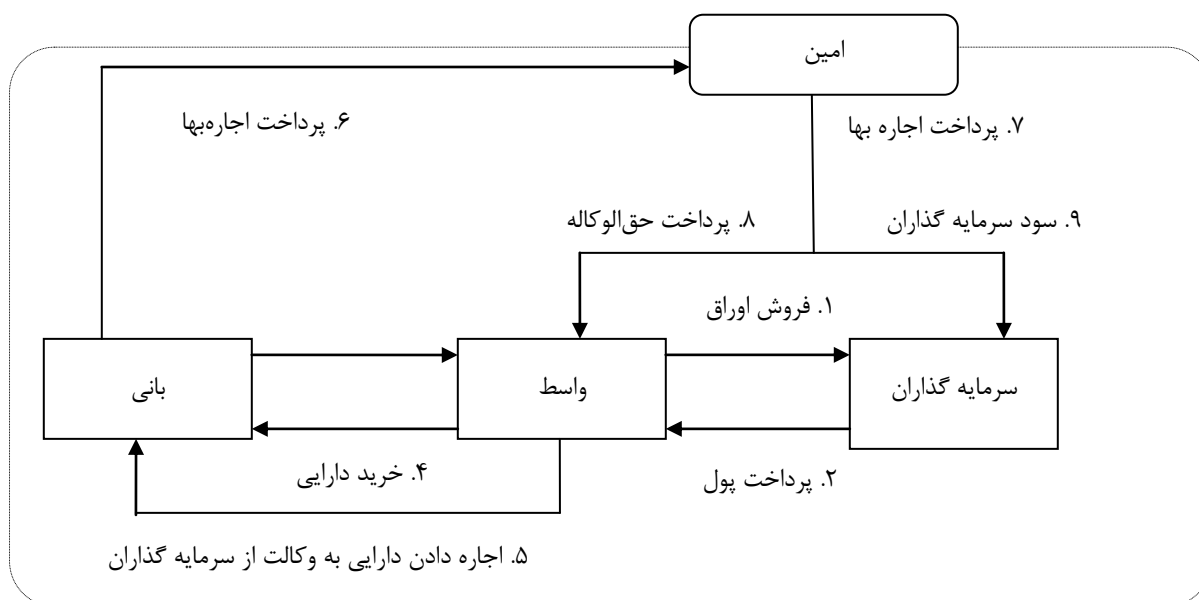 امین
۶. پرداخت اجاره‌بها
۷. پرداخت اجاره بها
۸. پرداخت حق‌الوکاله
۹. سود سرمایه گذاران
۱. فروش اوراق
بانی
واسط
سرمایه گذاران
۴. خرید دارایی
۲. پرداخت پول
۵. اجاره دادن دارایی به وکالت از سرمایه گذاران